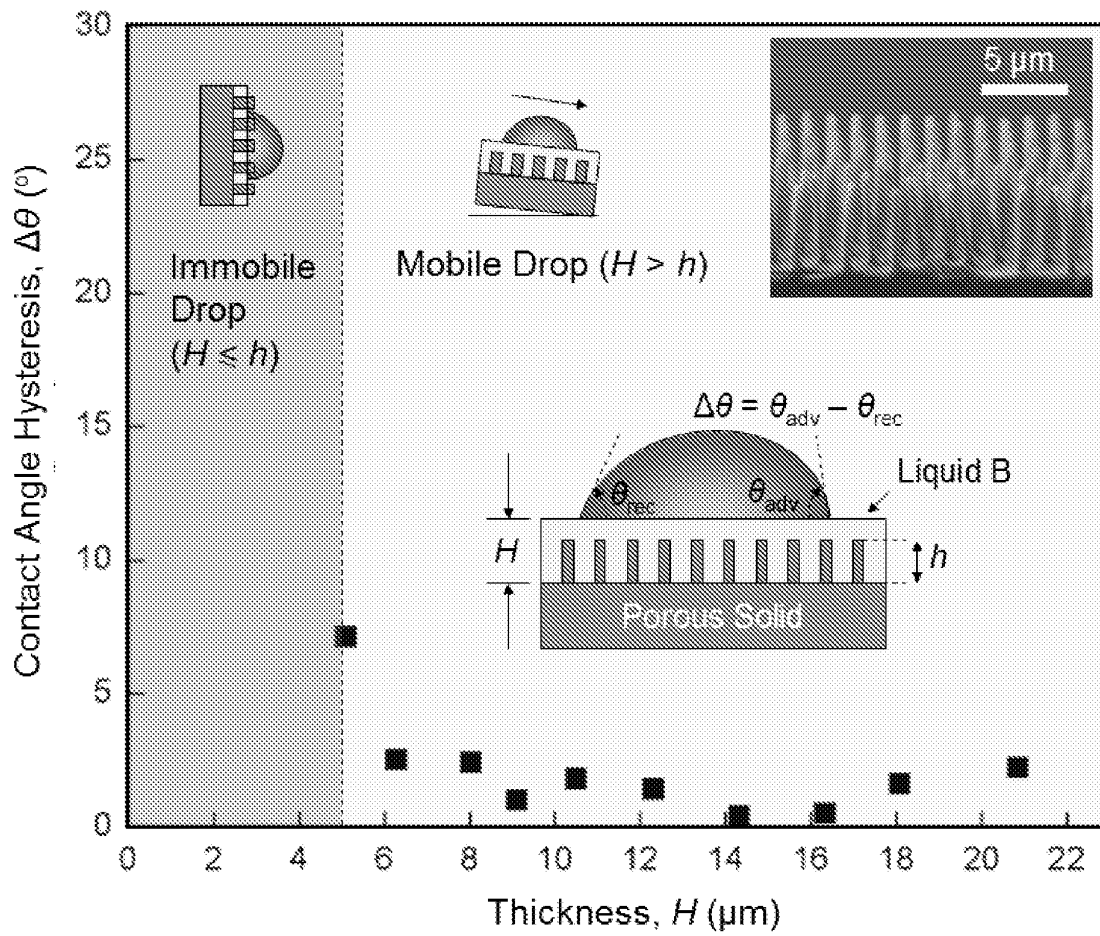 30
25
20
15
10
5
0
Contact Angle Hysteresis, Δθ (°)
Immobile
Drop
(H ≤ h)
Mobile Drop (H > h)
5 μm
Δθ = θadv – θrec
Liquid B
θrec
θadv
H
h
Porous Solid
0 2 4 6 8 10 12 14 16 18 20 22
Thickness, H (μm)